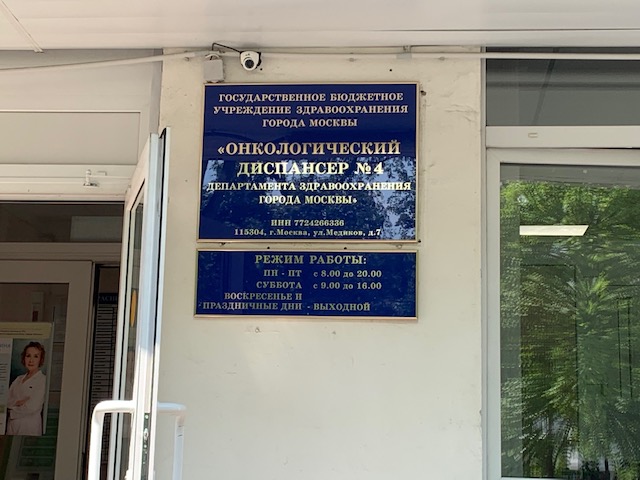 ГОСУДАРСТВЕННОЕ БЮДЖЕТНОЕ
УЧРЕЖДЕНИЕ ЗДРАВООХРАНЕНИЯ
ГОРОДА МОСКВЫ
«ОНКОЛОГИЧЕСКИЙ
ДИСПАНСЕР №4
ДЕПАРТАМЕНТА ЗДРАВООХРАНЕНИЯ
ГОРОДА МОСКВЫ»
ИНН 7724266336
115304, г.Москва, ул.Медиков, д.7
РЕЖИМ РАБОТЫ:
ПН - ПТ с 8.00 до 20.00
СУББОТА с 9.00 до 16.00
ВОСКРЕСЕНЬЕ И
ПРАЗДНИЧНЫЕ ДНИ - ВЫХОДНОЙ